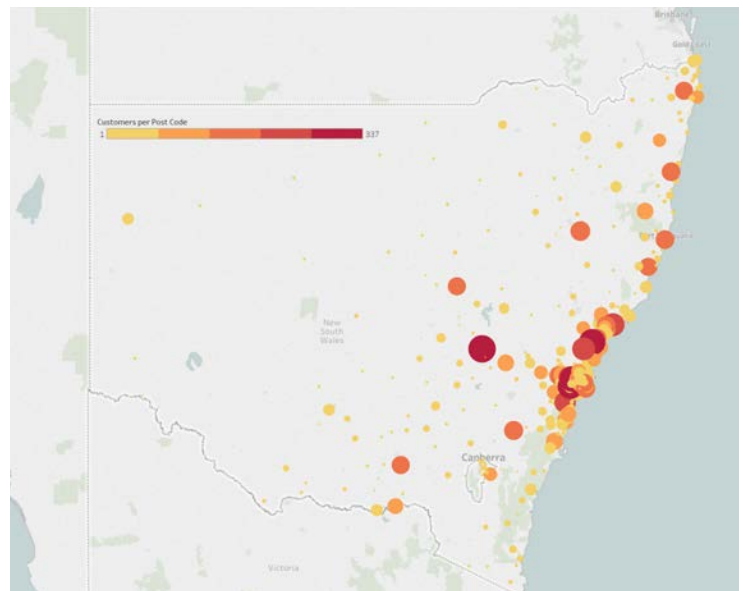 Brisbane
Gold Coast
Customers per Post Code
1 337
New
South
Wales
Canberra
Victoria